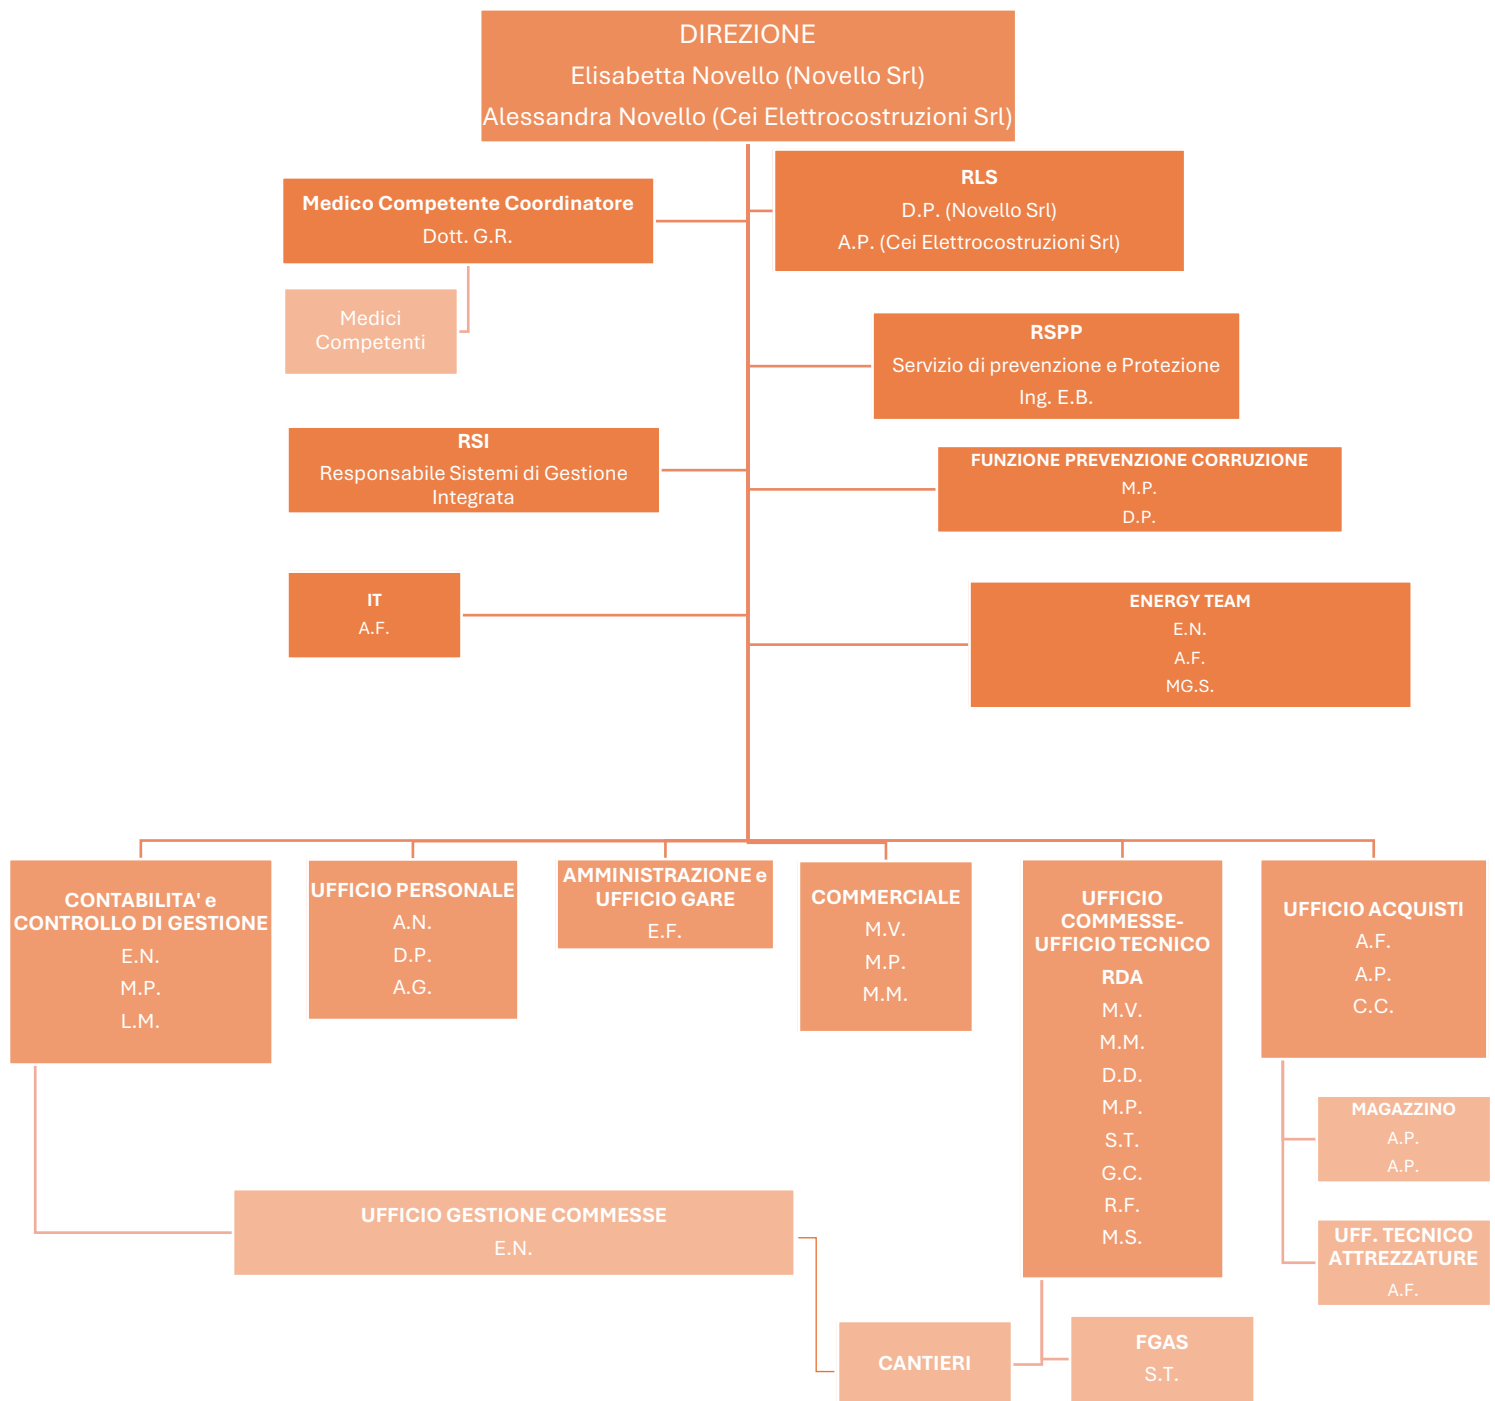 DIREZIONE
Elisabetta Novello (Novello Srl)
Alessandra Novello (Cei Elettrocostruzioni Srl)
Medico Competente Coordinatore
Dott. G.R.
Medici
Competenti
RLS
D.P. (Novello Srl)
A.P. (Cei Elettrocostruzioni Srl)
RSPP
Servizio di prevenzione e Protezione
Ing. E.B.
RSI
Responsabile Sistemi di Gestione
Integrata
FUNZIONE PREVENZIONE CORRUZIONE
M.P.
D.P.
IT
A.F.
ENERGY TEAM
E.N.
A.F.
MG.S.
CONTABILITA' e
CONTROLLO DI GESTIONE
E.N.
M.P.
L.M.
UFFICIO PERSONALE
A.N.
D.P.
A.G.
AMMINISTRAZIONE e
UFFICIO GARE
E.F.
COMMERCIALE
M.V.
M.P.
M.M.
UFFICIO
COMMESSE-
UFFICIO TECNICO
RDA
M.V.
M.M.
D.D.
M.P.
S.T.
G.C.
R.F.
M.S.
UFFICIO ACQUISTI
A.F.
A.P.
C.C.
MAGAZZINO
A.P.
A.P.
UFF. TECNICO
ATTREZZATURE
A.F.
UFFICIO GESTIONE COMMESSE
E.N.
CANTIERI
FGAS
S.T.